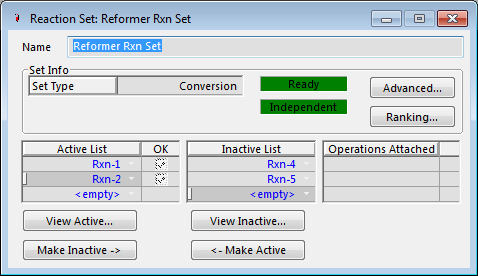 Reaction Set: Reformer Rxn Set
Name Reformer Rxn Set
Set Info
Set Type Conversion
Ready
Independent
Advanced...
Ranking...
Active List OK
Rxn-1
Rxn-2
<empty>
Inactive List
Rxn-4
Rxn-5
<empty>
Operations Attached
View Active...
View Inactive...
Make Inactive ->
<- Make Active